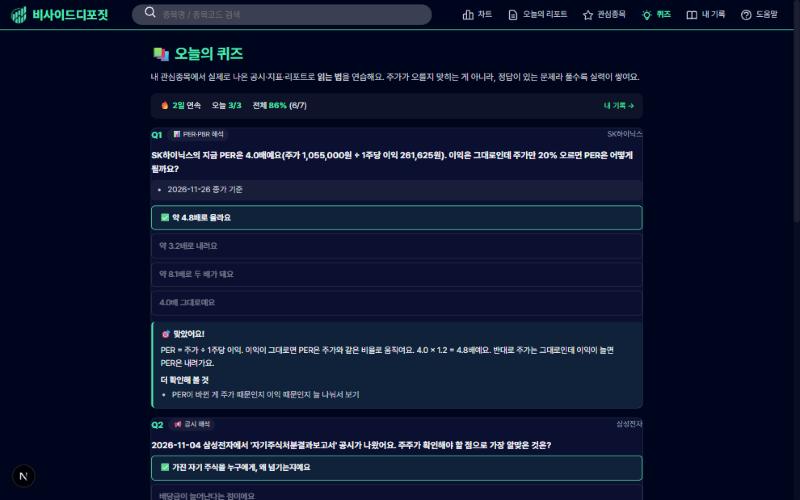 비사이드디포짓
종목명 / 종목코드 검색
차트
오늘의 리포트
관심종목
퀴즈
내 기록
도움말
오늘의 퀴즈
내 관심종목에서 실제로 나온 공시·지표·리포트로 읽는 법을 연습해요. 주가가 오를지 맞히는 게 아니라, 정답이 있는 문제라 풀수록 실력이 쌓여요.
2일 연속 오늘 3/3 전체 86% (6/7)
내 기록 →
Q1 PER·PBR 해석
SK하이닉스
SK하이닉스의 지금 PER은 4.0배예요(주가 1,055,000원 ÷ 1주당 이익 261,625원). 이익은 그대로인데 주가만 20% 오르면 PER은 어떻게
될까요?
• 2026-11-26 종가 기준
✅ 약 4.8배로 올라요
약 3.2배로 내려요
약 8.1배로 두 배가 돼요
4.0배 그대로예요
🎯 맞았어요!
PER = 주가 ÷ 1주당 이익. 이익이 그대로면 PER은 주가와 같은 비율로 움직여요. 4.0 × 1.2 = 4.8배예요. 반대로 주가는 그대로인데 이익이 늘면
PER은 내려가요.
더 확인해 볼 것
• PER이 바뀐 게 주가 때문인지 이익 때문인지 늘 나눠서 보기
Q2 공시 해석
삼성전자
2026-11-04 삼성전자에서 '자기주식처분결과보고서' 공시가 나왔어요. 주주가 확인해야 할 점으로 가장 알맞은 것은?
✅ 가진 자기 주식을 누구에게, 왜 넘기는지예요
배당금이 늘어난다는 점이에요
N